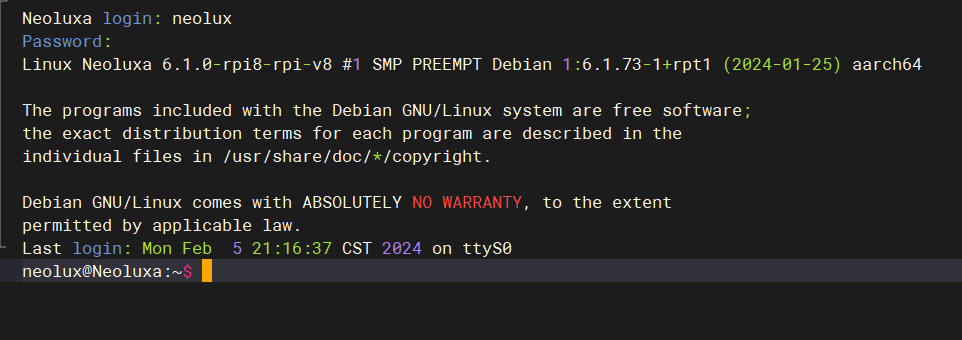 Neoluxa login: neolux
Password:
Linux Neoluxa 6.1.0-rpi8-rpi-v8 #1 SMP PREEMPT Debian 1:6.1.73-1+rpt1 (2024-01-25) aarch64

The programs included with the Debian GNU/Linux system are free software;
the exact distribution terms for each program are described in the
individual files in /usr/share/doc/*/copyright.

Debian GNU/Linux comes with ABSOLUTELY NO WARRANTY, to the extent
permitted by applicable law.
Last login: Mon Feb  5 21:16:37 CST 2024 on ttyS0
neolux@Neoluxa:~$